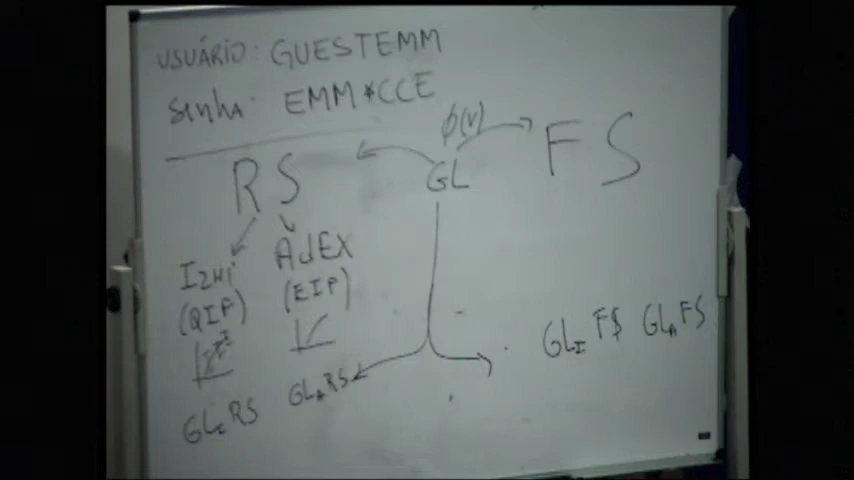 USUÁRIO: GUESTEMM
SENHA: EMM*CCE
φ(V)
RS GL FS
IZHI ADEX
(QIF) (EIF)
GLI RS GLA RS
GLI FS GLA FS